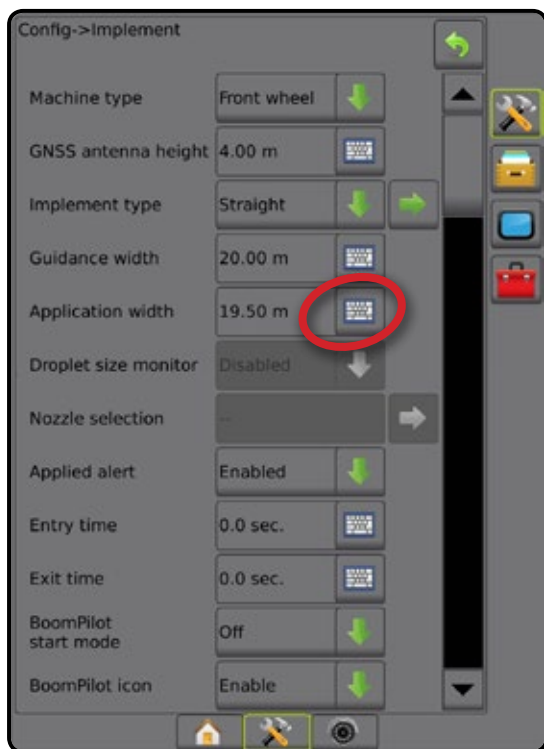 Config->Implement
Machine type Front wheel
GNSS antenna height 4.00 m
Implement type Straight
Guidance width 20.00 m
Application width 19.50 m
Droplet size monitor Disabled
Nozzle selection --
Applied alert Enabled
Entry time 0.0 sec.
Exit time 0.0 sec.
BoomPilot
start mode Off
BoomPilot icon Enable